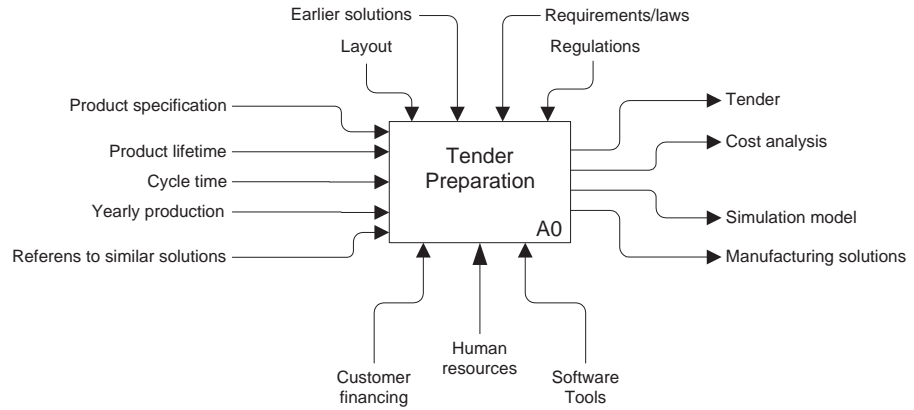 Earlier solutions
Requirements/laws
Layout
Regulations
Product specification
Tender
Product lifetime
Cost analysis
Tender
Preparation
Cycle time
Yearly production
Simulation model
A0
Referens to similar solutions
Manufacturing solutions
Human
resources
Customer
financing
Software
Tools